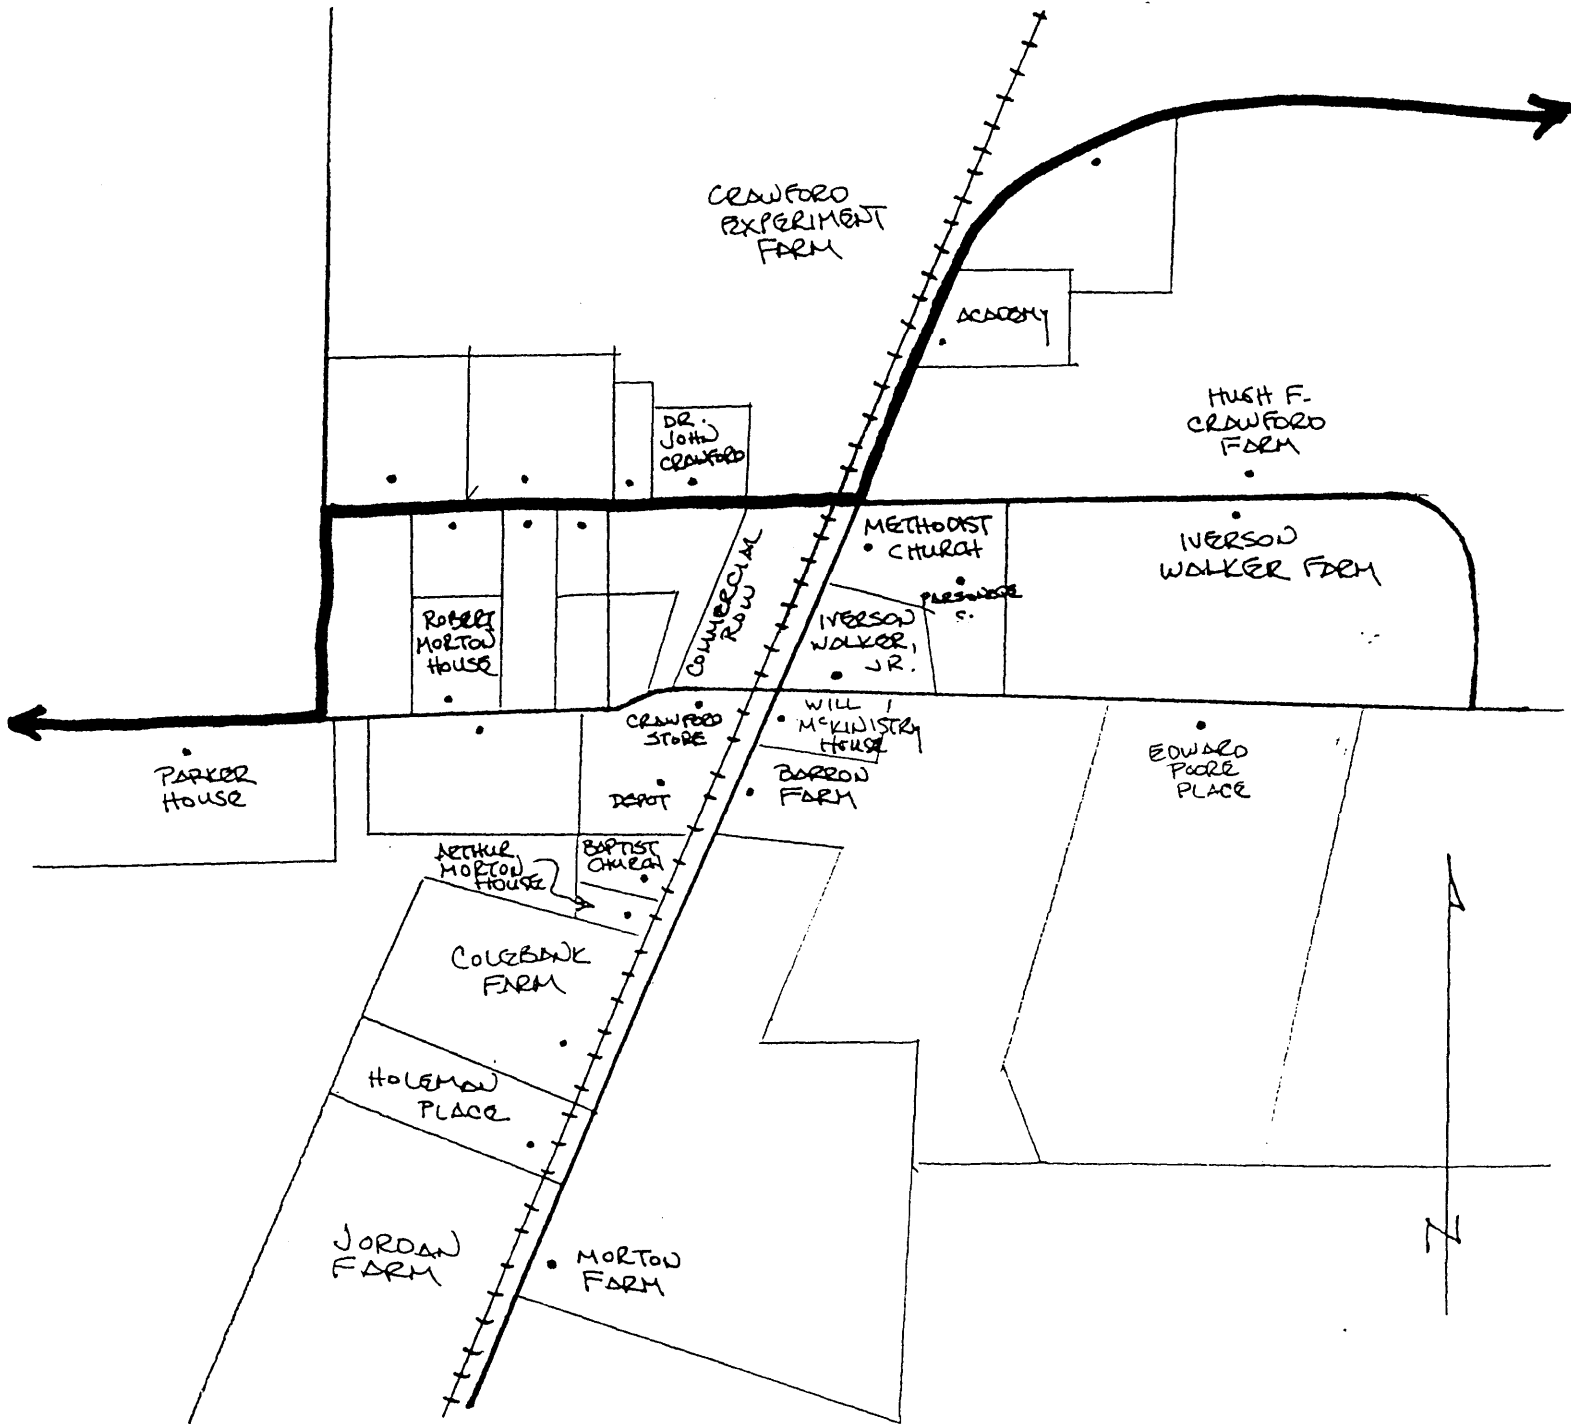 CRAWFORD
EXPERIMENT
FARM
ACADEMY
HUGH F.
CRAWFORD
FARM
DR.
JOHN
CRAWFORD
METHODIST
CHURCH
PARSONAGE
IVERSON
WALKER FARM
COMMERCIAL
ROW
ROBERT
MORTON
HOUSE
IVERSON
WALKER,
JR.
CRAWFORD
STORE
WILL
McKINISTRY
HOUSE
PARKER
HOUSE
DEPOT
BARRON
FARM
EDWARD
POORE
PLACE
ARTHUR
MORTON
HOUSE
BAPTIST
CHURCH
COLEBANK
FARM
HOLEMAN
PLACE
JORDAN
FARM
MORTON
FARM
N